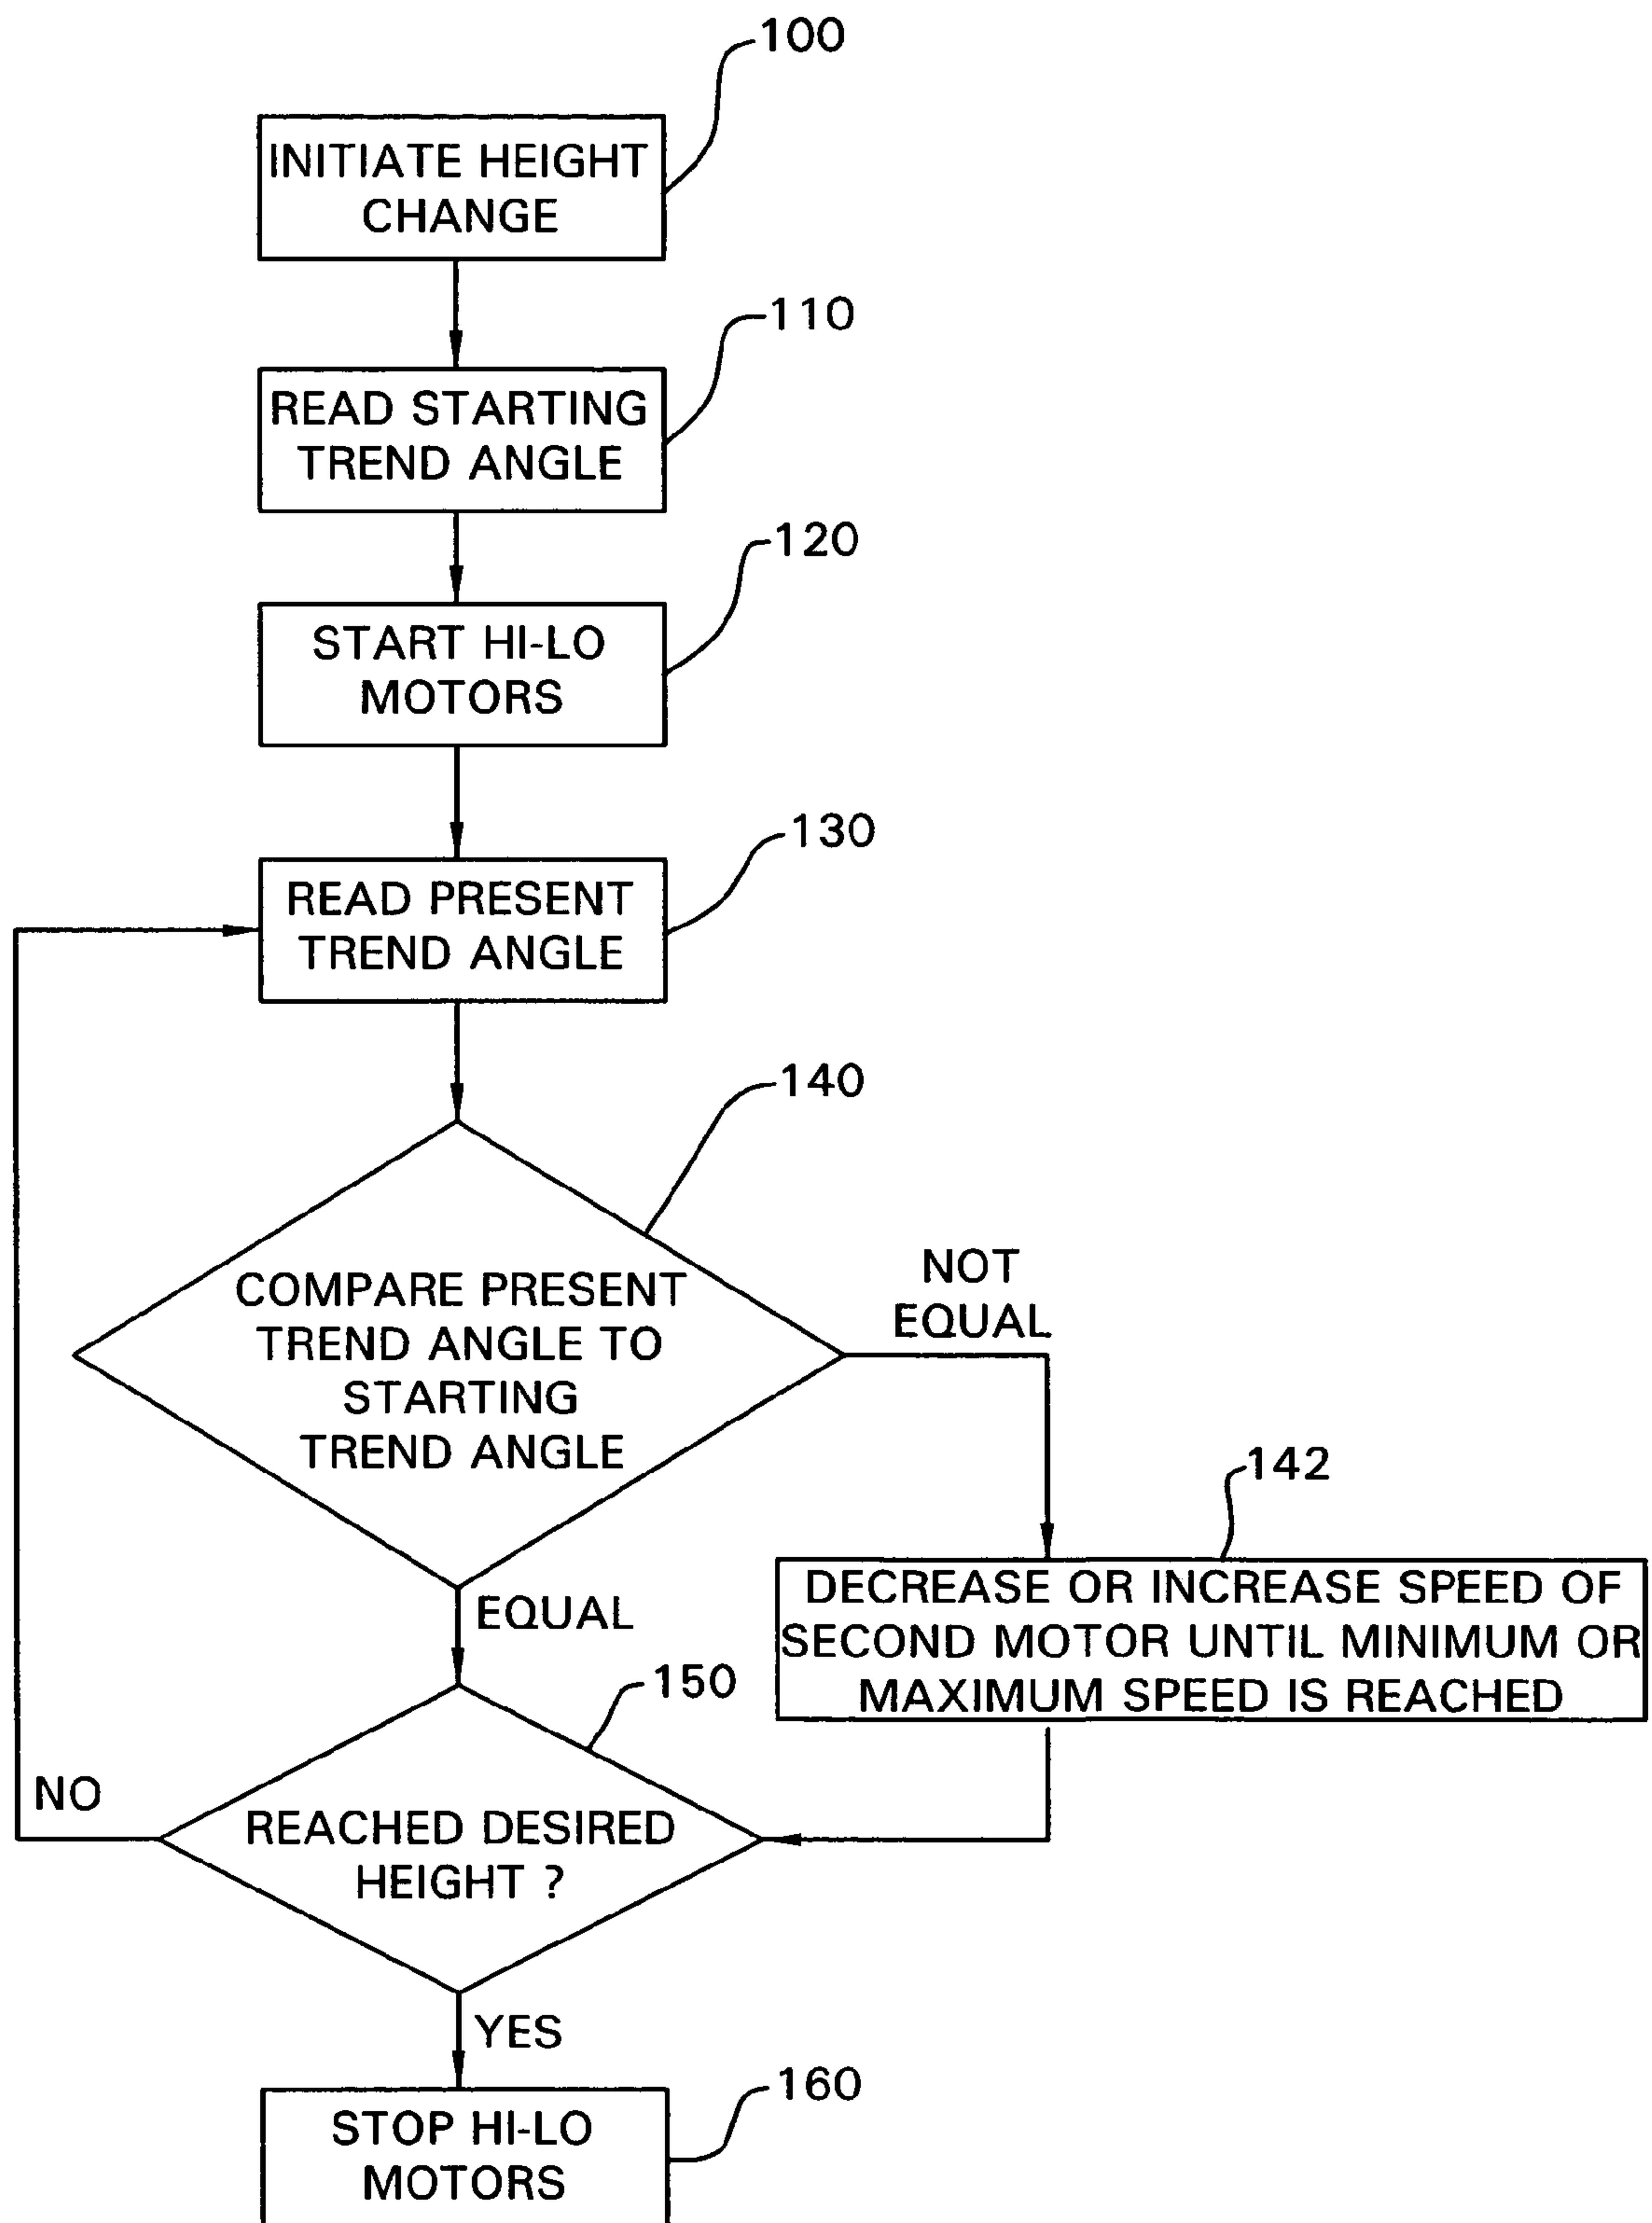 100
INITIATE HEIGHT
CHANGE
110
READ STARTING
TREND ANGLE
120
START HI-LO
MOTORS
130
READ PRESENT
TREND ANGLE
140
COMPARE PRESENT
TREND ANGLE TO
STARTING
TREND ANGLE
NOT
EQUAL
142
DECREASE OR INCREASE SPEED OF
SECOND MOTOR UNTIL MINIMUM OR
MAXIMUM SPEED IS REACHED
EQUAL
150
REACHED DESIRED
HEIGHT ?
NO
YES
160
STOP HI-LO
MOTORS